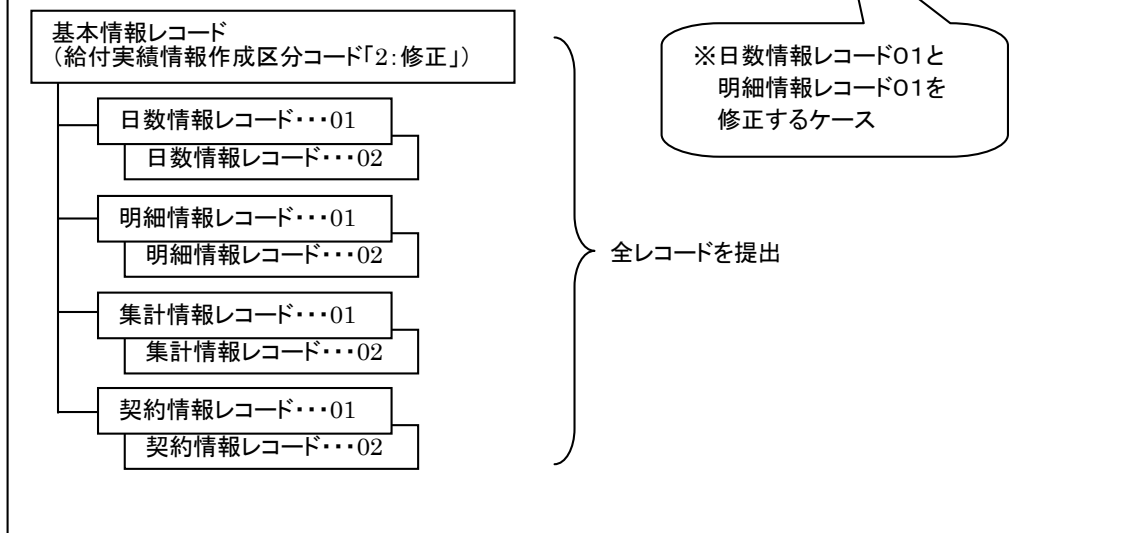 基本情報レコード
（給付実績情報作成区分コード「2:修正」）
日数情報レコード･･･01
日数情報レコード･･･02
明細情報レコード･･･01
明細情報レコード･･･02
集計情報レコード･･･01
集計情報レコード･･･02
契約情報レコード･･･01
契約情報レコード･･･02
全レコードを提出
※日数情報レコード０１と
明細情報レコード０１を
修正するケース